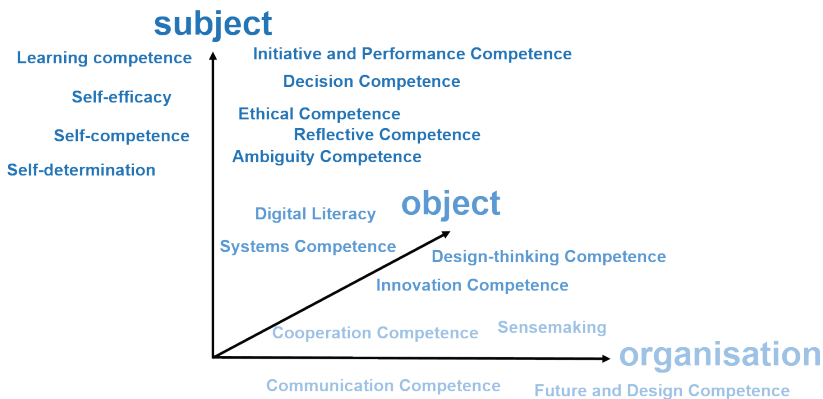 subject
Learning competence
Initiative and Performance Competence
Decision Competence
Self-efficacy
Ethical Competence
Self-competence
Reflective Competence
Ambiguity Competence
Self-determination
object
Digital Literacy
Systems Competence
Design-thinking Competence
Innovation Competence
Cooperation Competence
Sensemaking
organisation
Communication Competence
Future and Design Competence